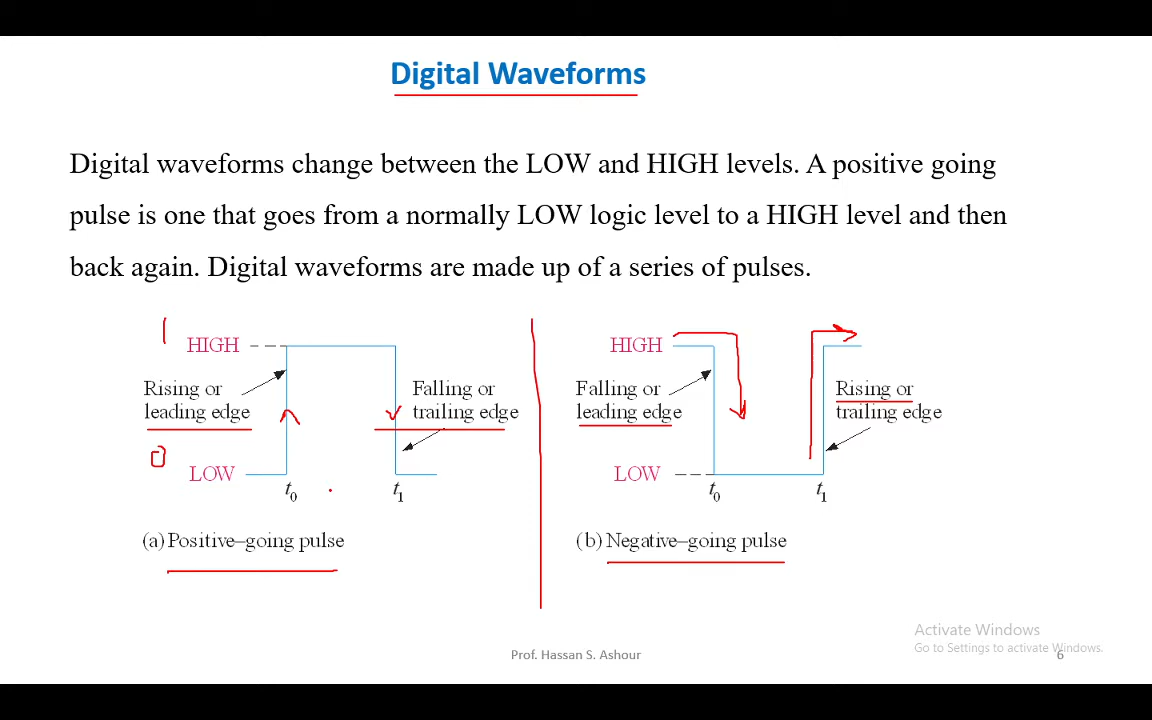 Digital Waveforms
Digital waveforms change between the LOW and HIGH levels. A positive going
pulse is one that goes from a normally LOW logic level to a HIGH level and then
back again. Digital waveforms are made up of a series of pulses.
1
HIGH
Rising or
leading edge
Falling or
trailing edge
0
LOW
t0
t1
(a) Positive–going pulse
HIGH
Falling or
leading edge
Rising or
trailing edge
LOW
t0
t1
(b) Negative–going pulse
Activate Windows
Go to Settings to activate Windows.
Prof. Hassan S. Ashour
6